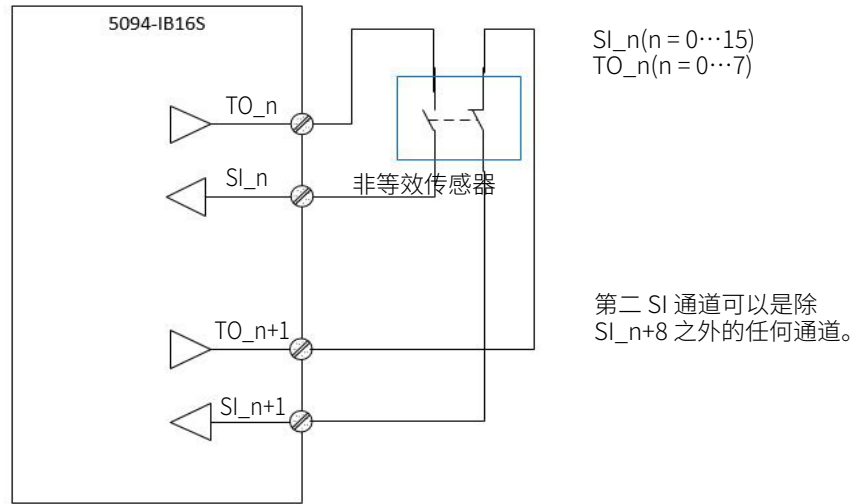 5094-IB16S
SI_n(n = 0⋯15)
TO_n(n = 0⋯7)
TO_n
SI_n
非等效传感器
TO_n+1
SI_n+1
第二 SI 通道可以是除
SI_n+8 之外的任何通道。